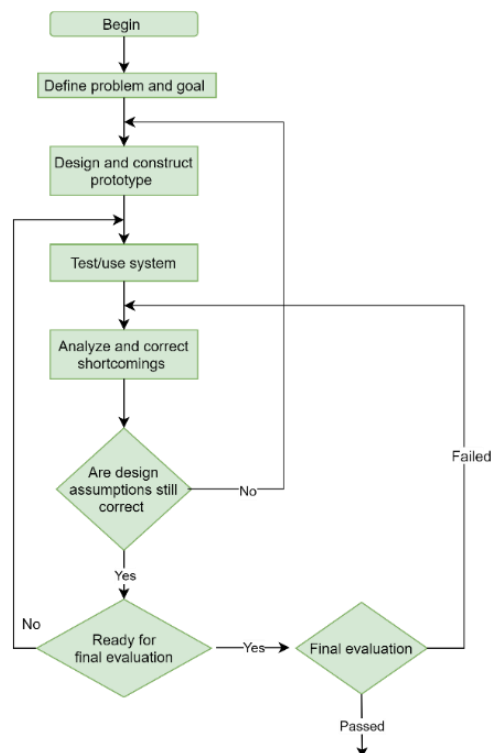 Begin
Define problem and goal
Design and construct
prototype
Test/use system
Analyze and correct
shortcomings
Are design
assumptions still
correct
No
Failed
Yes
No
Ready for
final evaluation
Yes
Final evaluation
Passed